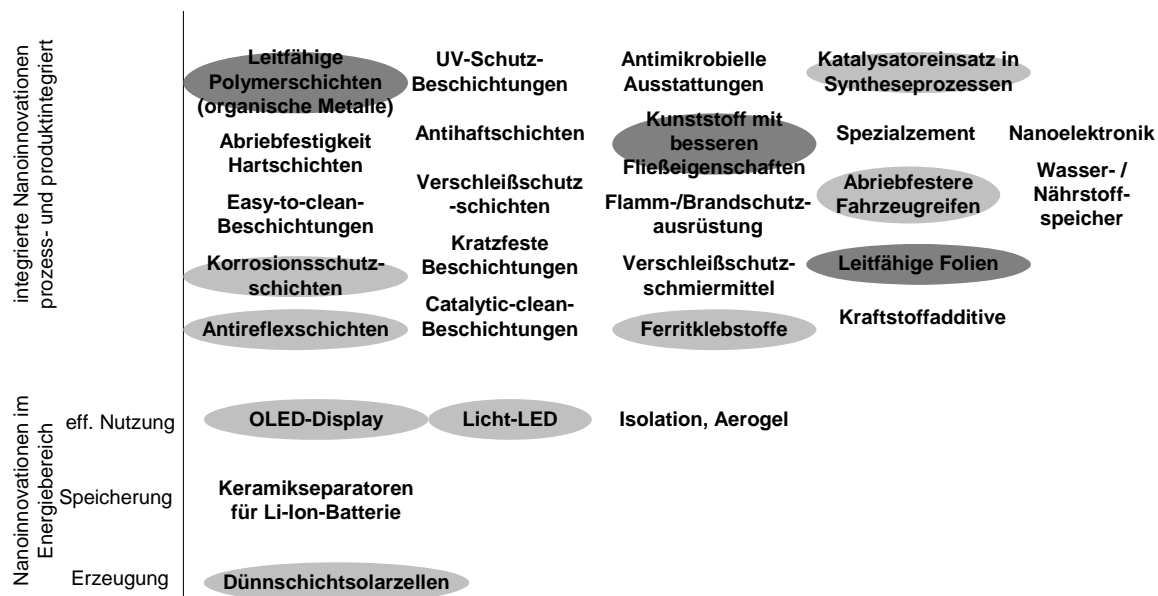 integrierte Nanoinnovationen
prozess- und produktintegriert
Leitfähige
Polymerschichten
(organische Metalle)
Abriebfestigkeit
Hartschichten
Easy-to-clean-
Beschichtungen
Korrosionsschutz-
schichten
Antireflexschichten
UV-Schutz-
Beschichtungen
Antihaftschichten
Verschleißschutz
-schichten
Kratzfeste
Beschichtungen
Catalytic-clean-
Beschichtungen
Antimikrobielle
Ausstattungen
Kunststoff mit
besseren
Fließeigenschaften
Flamm-/Brandschutz-
ausrüstung
Verschleißschutz-
schmiermittel
Ferritklebstoffe
Katalysatoreinsatz in
Syntheseprozessen
Spezialzement
Abriebfestere
Fahrzeugreifen
Leitfähige Folien
Kraftstoffadditive
Nanoelektronik
Wasser- /
Nährstoff-
speicher
Nanoinnovationen im
Energiebereich
eff. Nutzung
OLED-Display
Licht-LED
Isolation, Aerogel
Speicherung
Keramikseparatoren
für Li-Ion-Batterie
Erzeugung
Dünnschichtsolarzellen